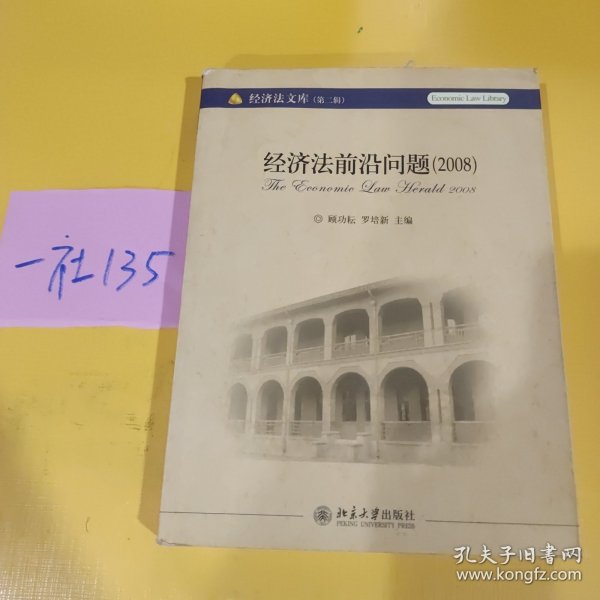 经济法文库(第二辑)
Economic Law Library
经济法前沿问题(2008)
The Economic Law Herald 2008
◎ 顾功耘 罗培新 主编
一社135
北京大学出版社
PEKING UNIVERSITY PRESS
孔夫子旧书网
www.kongfz.com